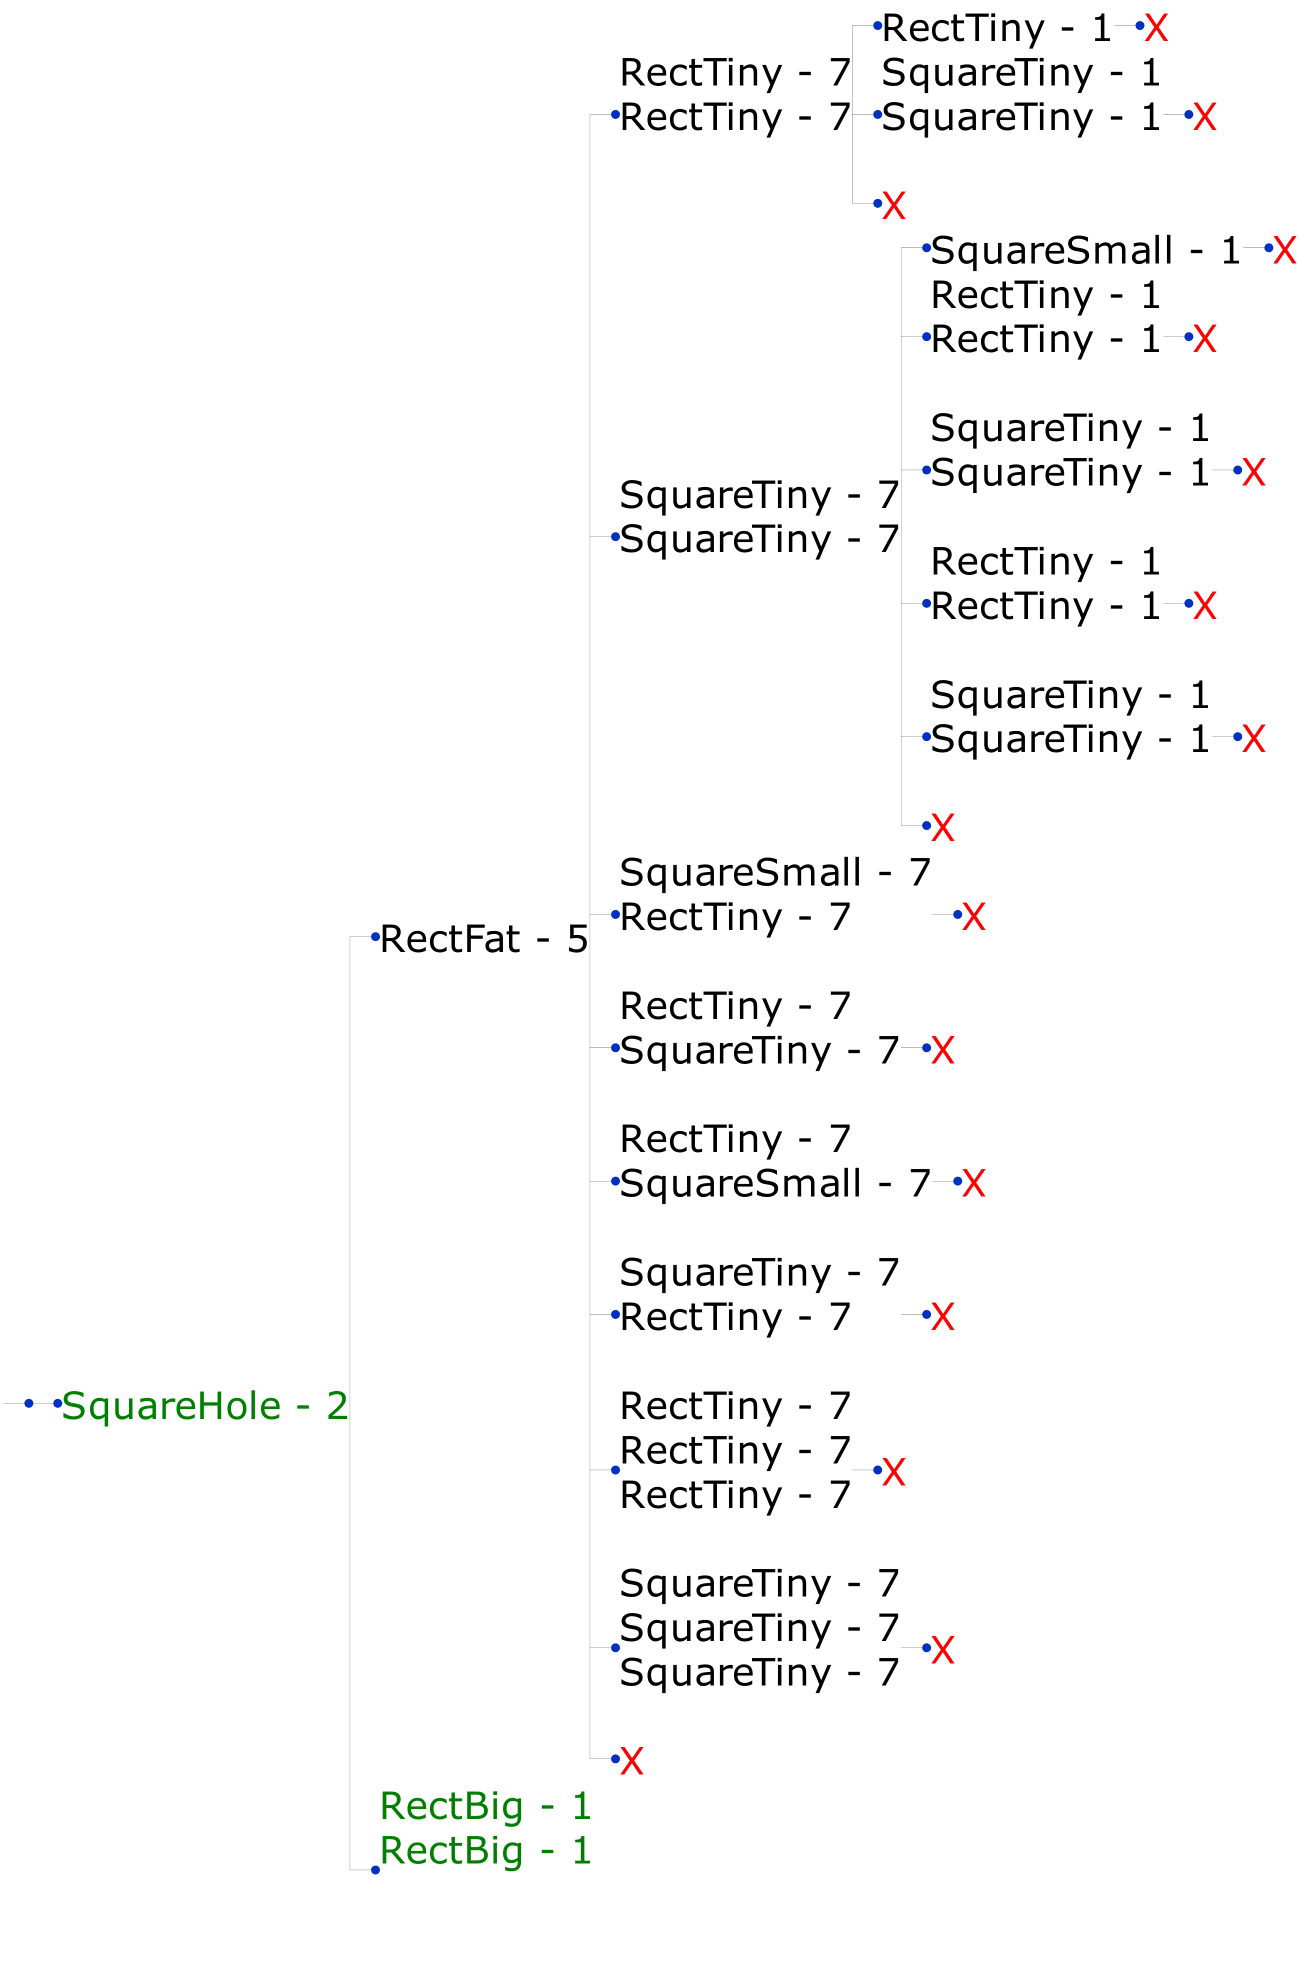 RectTiny - 1 X
RectTiny - 7
SquareTiny - 1
RectTiny - 7
SquareTiny - 1 X
X
SquareSmall - 1 X
RectTiny - 1
RectTiny - 1 X
SquareTiny - 1
SquareTiny - 1 X
SquareTiny - 7
SquareTiny - 7
RectTiny - 1
RectTiny - 1 X
SquareTiny - 1
SquareTiny - 1 X
X
SquareSmall - 7
RectTiny - 7 X
RectFat - 5
RectTiny - 7
SquareTiny - 7 X
RectTiny - 7
SquareSmall - 7 X
SquareTiny - 7
RectTiny - 7 X
SquareHole - 2
RectTiny - 7
RectTiny - 7 X
RectTiny - 7
SquareTiny - 7
SquareTiny - 7 X
SquareTiny - 7
X
RectBig - 1
RectBig - 1